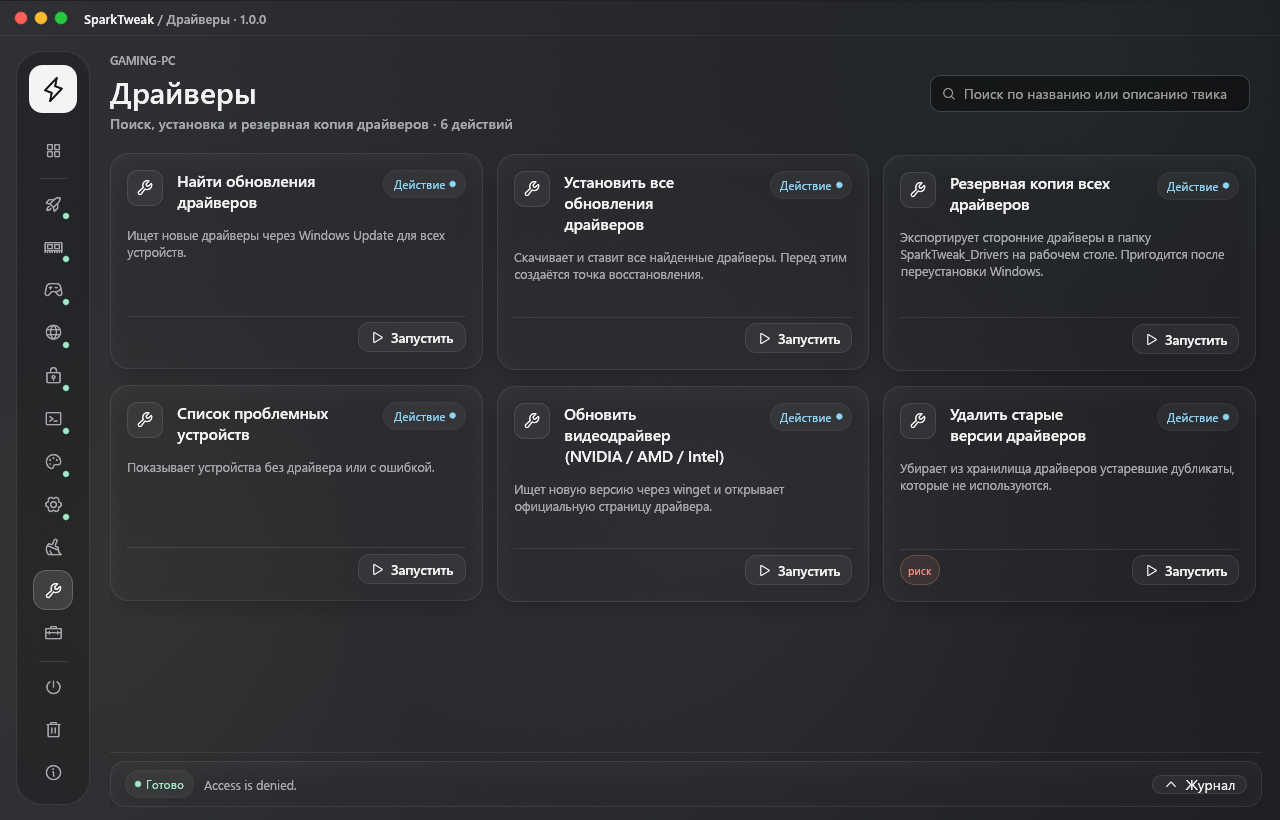 SparkTweak / Драйверы · 1.0.0
GAMING-PC
Драйверы
Поиск, установка и резервная копия драйверов · 6 действий
Поиск по названию или описанию твика
Найти обновления
драйверов
Действие
Ищет новые драйверы через Windows Update для всех
устройств.
Запустить
Установить все
обновления
драйверов
Действие
Скачивает и ставит все найденные драйверы. Перед этим
создаётся точка восстановления.
Запустить
Резервная копия всех
драйверов
Действие
Экспортирует сторонние драйверы в папку
SparkTweak_Drivers на рабочем столе. Пригодится после
переустановки Windows.
Запустить
Список проблемных
устройств
Действие
Показывает устройства без драйвера или с ошибкой.
Запустить
Обновить
видеодрайвер
(NVIDIA / AMD / Intel)
Действие
Ищет новую версию через winget и открывает
официальную страницу драйвера.
Запустить
Удалить старые
версии драйверов
Действие
Убирает из хранилища драйверов устаревшие дубликаты,
которые не используются.
риск
Запустить
Готово
Access is denied.
Журнал